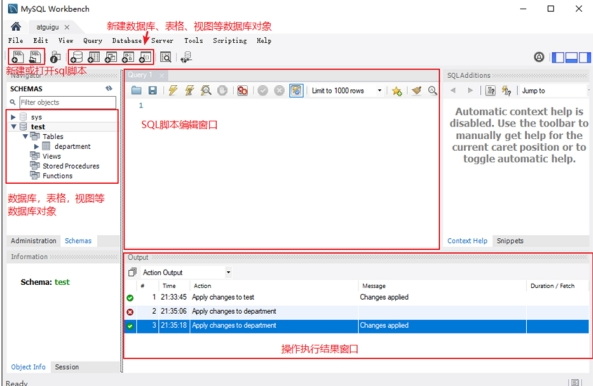 MySQL Workbench
atguigu ×
新建数据库、表格、视图等数据库对象
File Edit View Query Database Server Tools Scripting Help
新建或打开sql脚本
Navigator
Query 1
SQLAdditions
SCHEMAS
Limit to 1000 rows
Jump to
Filter objects
1
sys
test
Tables
department
Views
Stored Procedures
Functions
SQL脚本编辑窗口
Automatic context help is
disabled. Use the toolbar to
manually get help for the
current caret position or to
toggle automatic help.
数据库，表格，视图等
数据库对象
Administration Schemas
Context Help Snippets
Information
Output
Action Output
Schema: test
# Time Action Message Duration / Fetch
1 21:33:45 Apply changes to test Changes applied
2 21:35:06 Apply changes to department
3 21:35:18 Apply changes to department Changes applied
操作执行结果窗口
Object Info Session
Ready